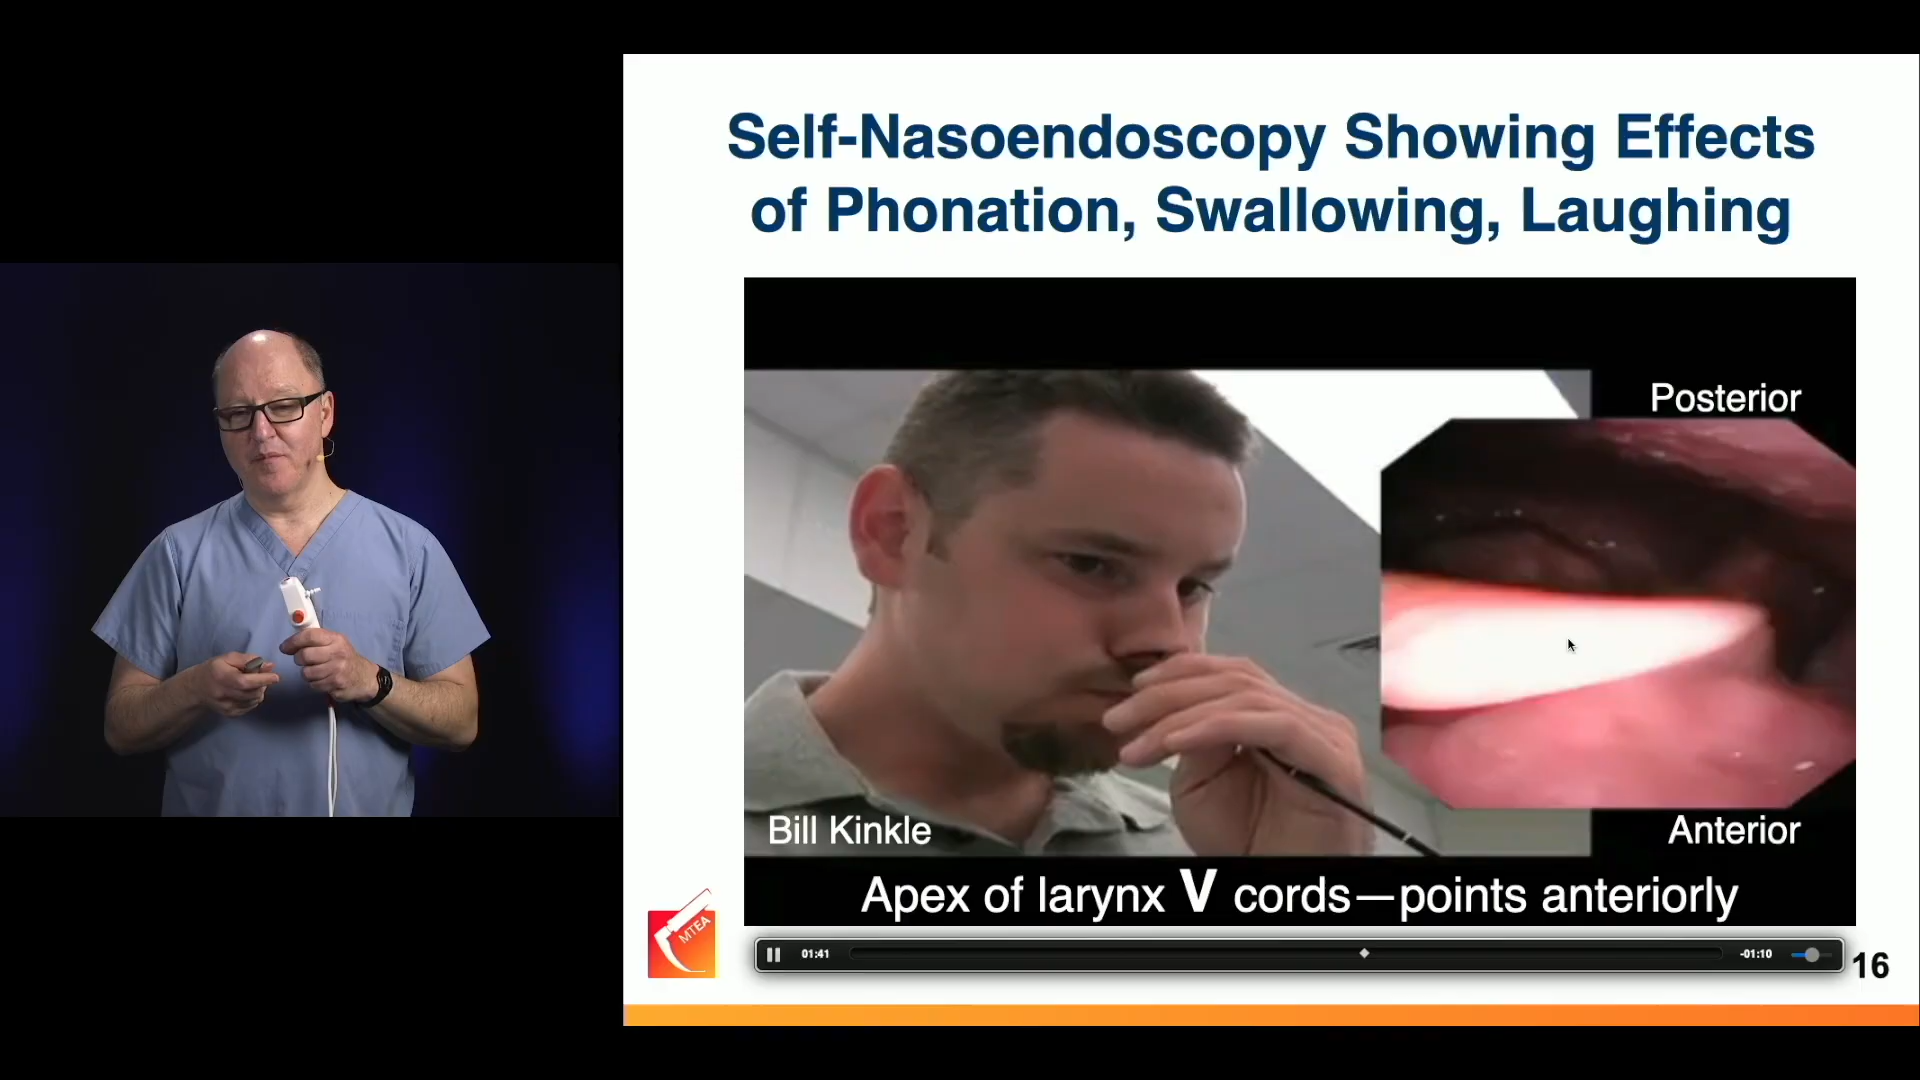 Self-Nasoendoscopy Showing Effects
of Phonation, Swallowing, Laughing
Posterior
Bill Kinkle
Anterior
Apex of larynx V cords—points anteriorly
MTEA
01:41
-01:10
16